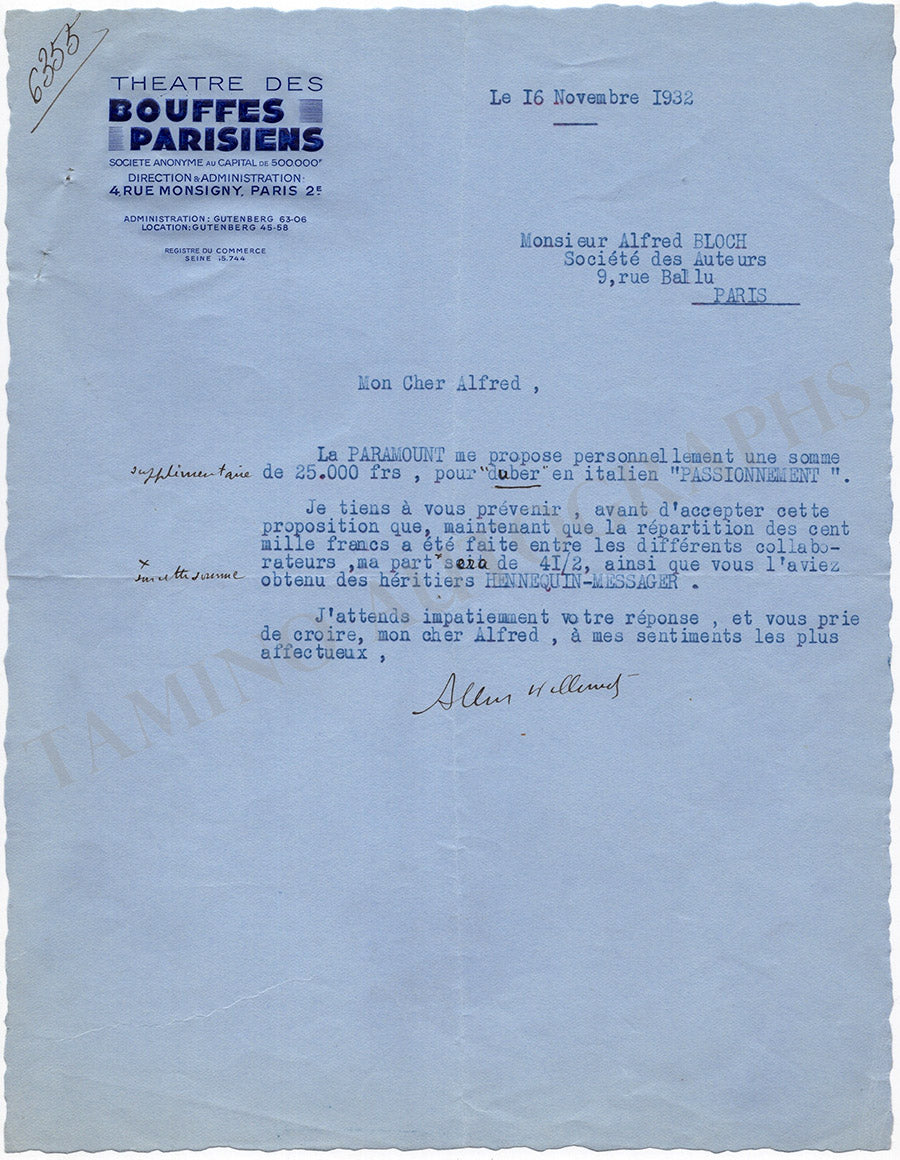 6355
THEATRE DES
BOUFFES
PARISIENS
SOCIETE ANONYME AU CAPITAL DE 500.000F
DIRECTION & ADMINISTRATION:
4, RUE MONSIGNY, PARIS 2E
ADMINISTRATION: GUTENBERG 63-06
LOCATION: GUTENBERG 45-58
REGISTRE DU COMMERCE
SEINE 15.744
Le I6 Novembre I932
Monsieur Alfred BLOCH
Société des Auteurs
9,rue Ballu
PARIS
Mon Cher Alfred ,
La PARAMOUNT me propose personnellement une somme
supplimentaire de 25.000 frs , pour "duber" en italien "PASSIONNEMENT ".
Je tiens à vous prévenir , avant d'accepter cette
proposition que, maintenant que la répartition des cent
mille francs a été faite entre les différents collabo-
rateurs ,ma part x sera de 4I/2, ainsi que vous l'aviez
x sur cette somme
obtenu des héritiers HENNEQUIN-MESSAGER .
J'attends impatiemment votre réponse , et vous prie
de croire, mon cher Alfred , à mes sentiments les plus
affectueux ,
Albert Willemetz
TAMINO AUTOGRAPHS